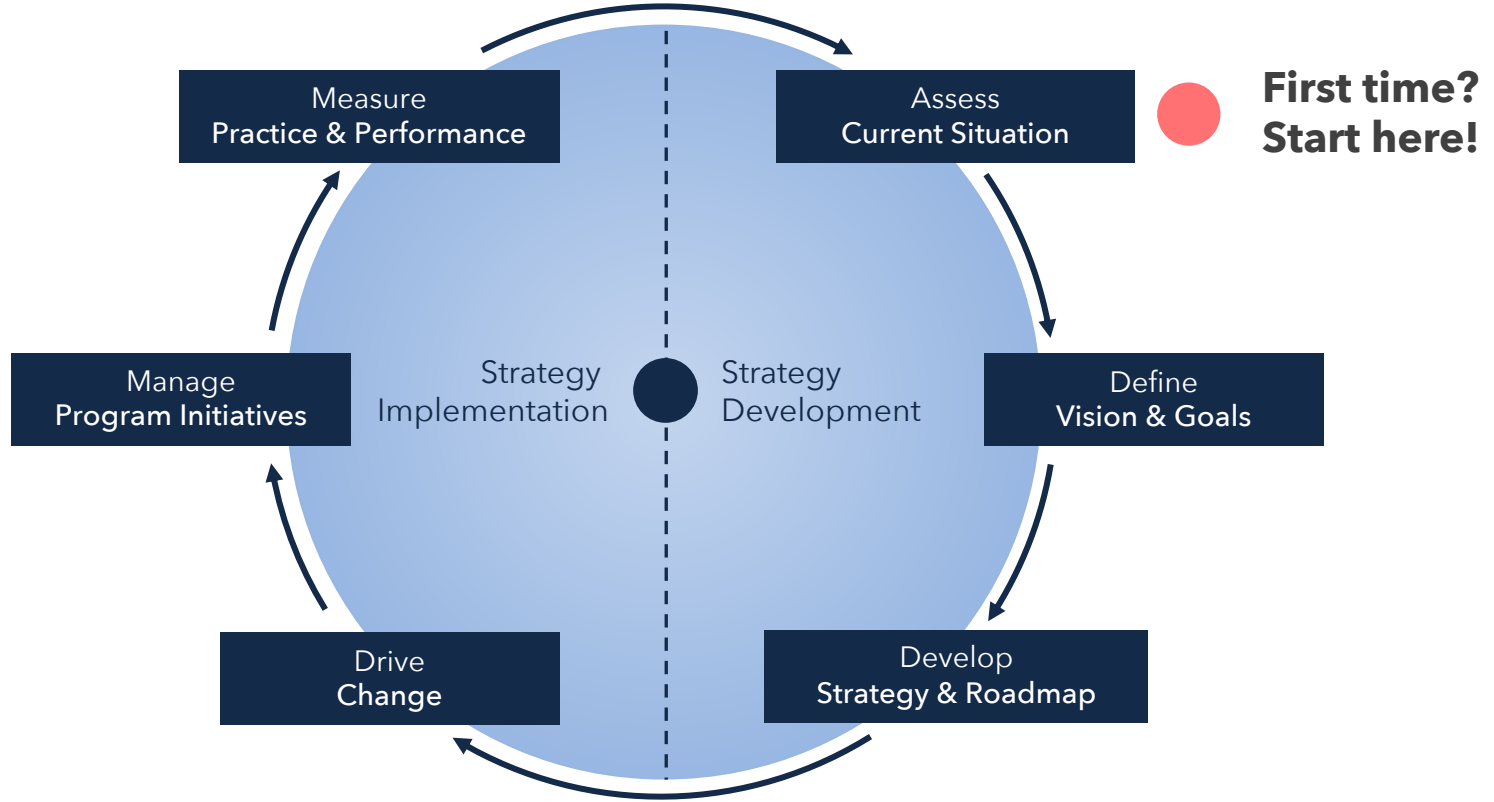 Measure
Practice & Performance
Assess
Current Situation
First time?
Start here!
Manage
Program Initiatives
Strategy
Implementation
Strategy
Development
Define
Vision & Goals
Drive
Change
Develop
Strategy & Roadmap